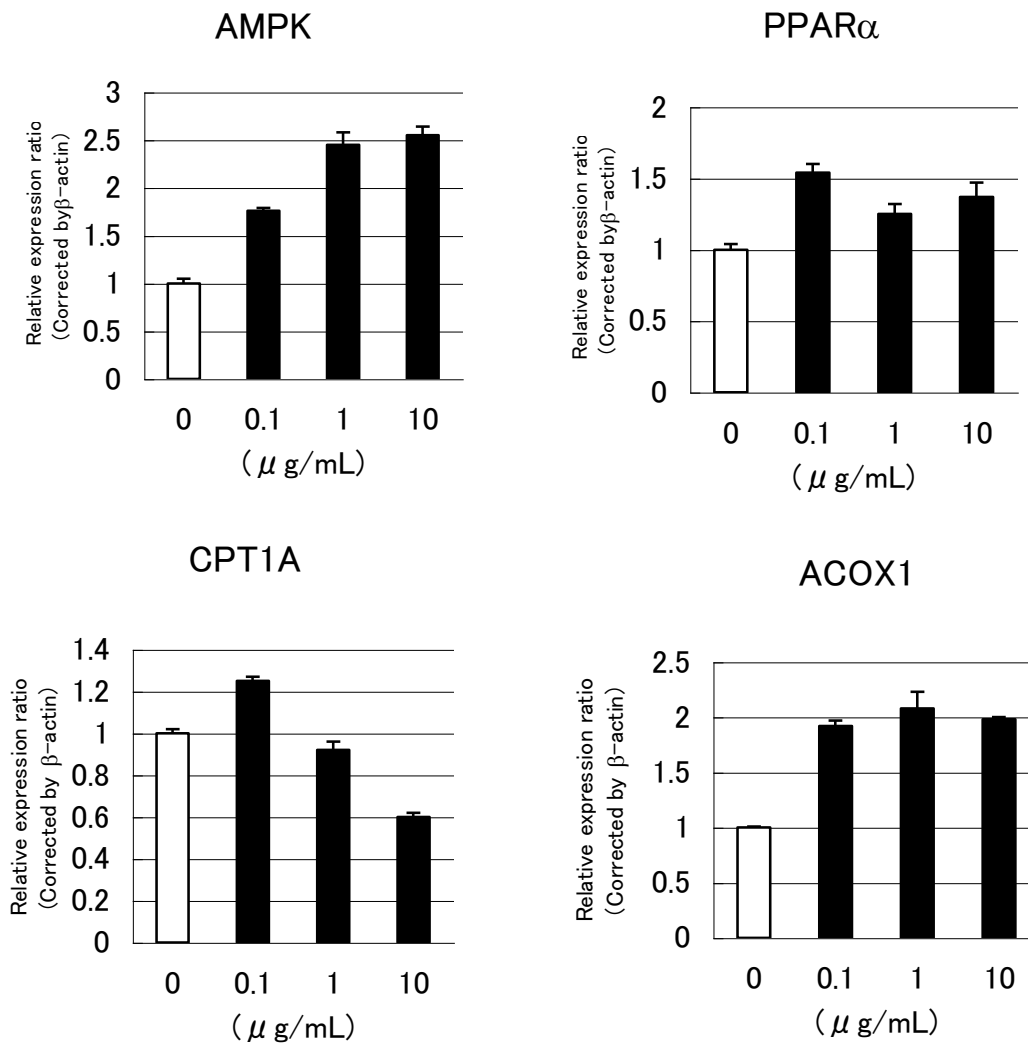 AMPK
Relative expression ratio
(Corrected byβ-actin)
3
2.5
2
1.5
1
0.5
0
0 0.1 1 10
(μg/mL)
PPARα
Relative expression ratio
(Corrected byβ-actin)
2
1.5
1
0.5
0
0 0.1 1 10
(μg/mL)
CPT1A
Relative expression ratio
(Corrected by β-actin)
1.4
1.2
1
0.8
0.6
0.4
0.2
0
0 0.1 1 10
(μg/mL)
ACOX1
Relative expression ratio
(Corrected by β-actin)
2.5
2
1.5
1
0.5
0
0 0.1 1 10
(μg/mL)